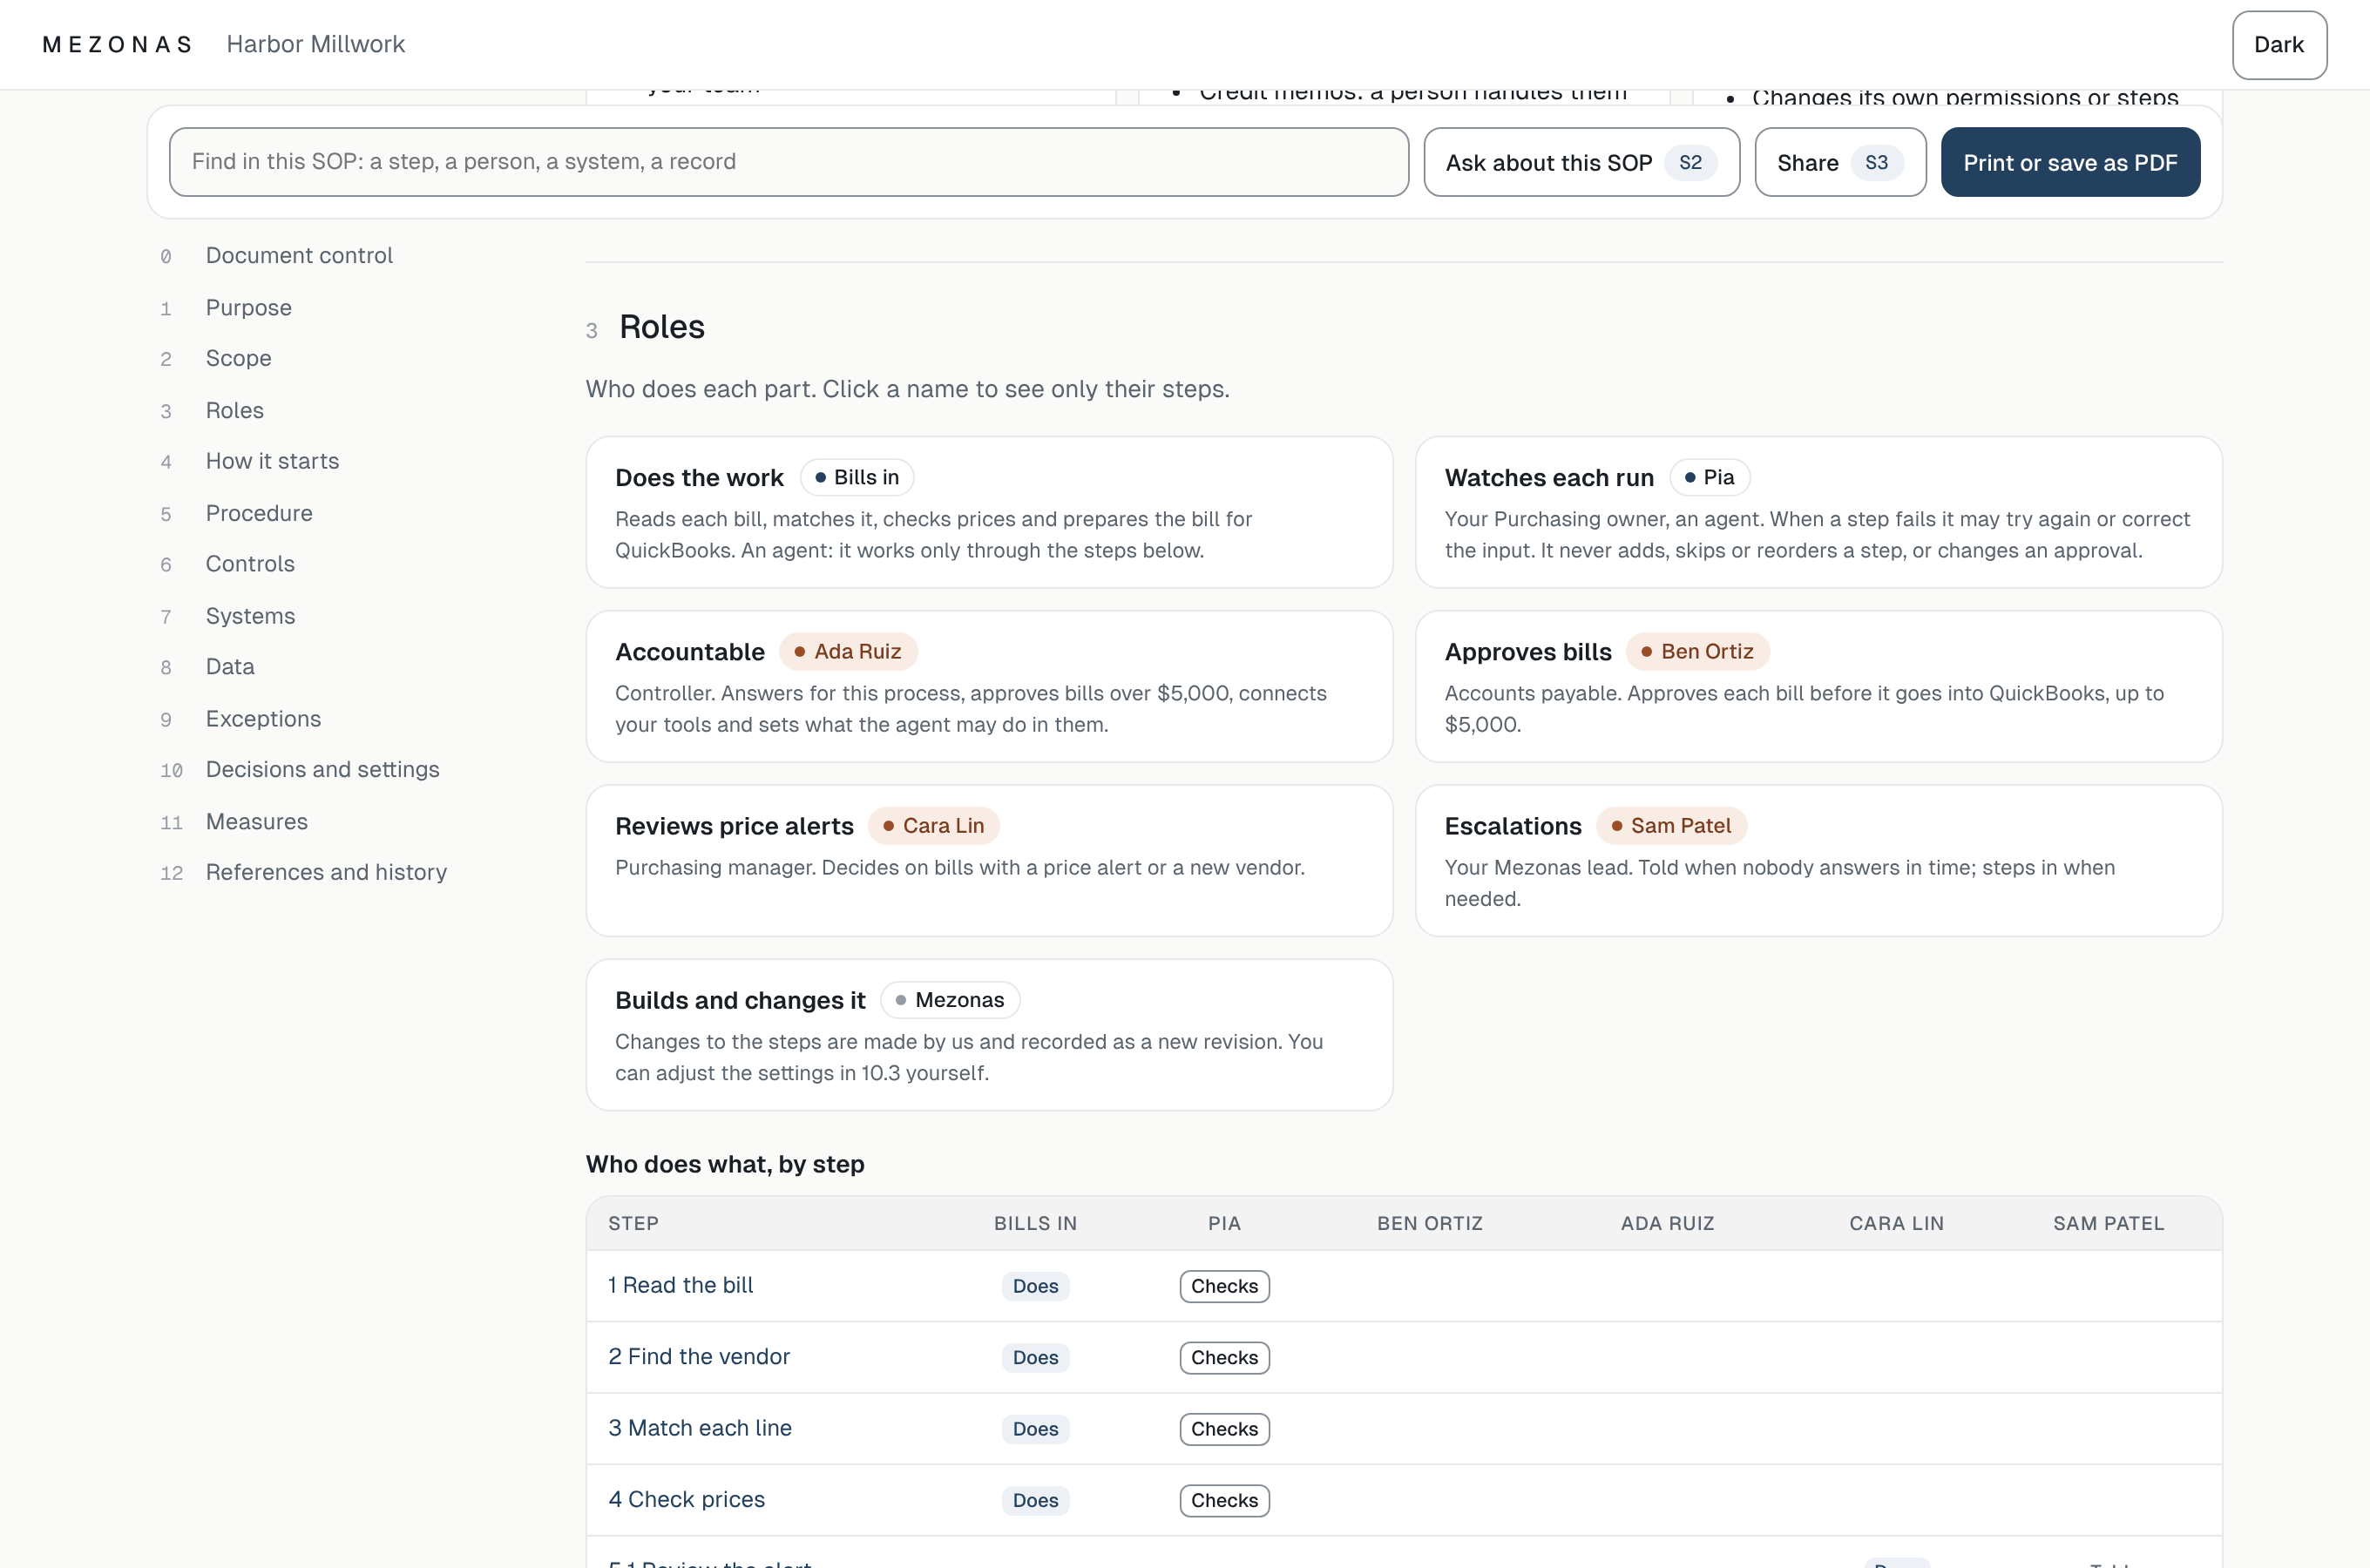 MEZONAS Harbor Millwork Dark
your team
Credit memos: a person handles them
Changes its own permissions or steps
Find in this SOP: a step, a person, a system, a record
Ask about this SOP S2
Share S3
Print or save as PDF
0 Document control
1 Purpose
2 Scope
3 Roles
4 How it starts
5 Procedure
6 Controls
7 Systems
8 Data
9 Exceptions
10 Decisions and settings
11 Measures
12 References and history
3 Roles
Who does each part. Click a name to see only their steps.
Does the work Bills in
Reads each bill, matches it, checks prices and prepares the bill for
QuickBooks. An agent: it works only through the steps below.
Watches each run Pia
Your Purchasing owner, an agent. When a step fails it may try again or correct
the input. It never adds, skips or reorders a step, or changes an approval.
Accountable Ada Ruiz
Controller. Answers for this process, approves bills over $5,000, connects
your tools and sets what the agent may do in them.
Approves bills Ben Ortiz
Accounts payable. Approves each bill before it goes into QuickBooks, up to
$5,000.
Reviews price alerts Cara Lin
Purchasing manager. Decides on bills with a price alert or a new vendor.
Escalations Sam Patel
Your Mezonas lead. Told when nobody answers in time; steps in when
needed.
Builds and changes it Mezonas
Changes to the steps are made by us and recorded as a new revision. You
can adjust the settings in 10.3 yourself.
Who does what, by step
STEP BILLS IN PIA BEN ORTIZ ADA RUIZ CARA LIN SAM PATEL
1 Read the bill Does Checks
2 Find the vendor Does Checks
3 Match each line Does Checks
4 Check prices Does Checks